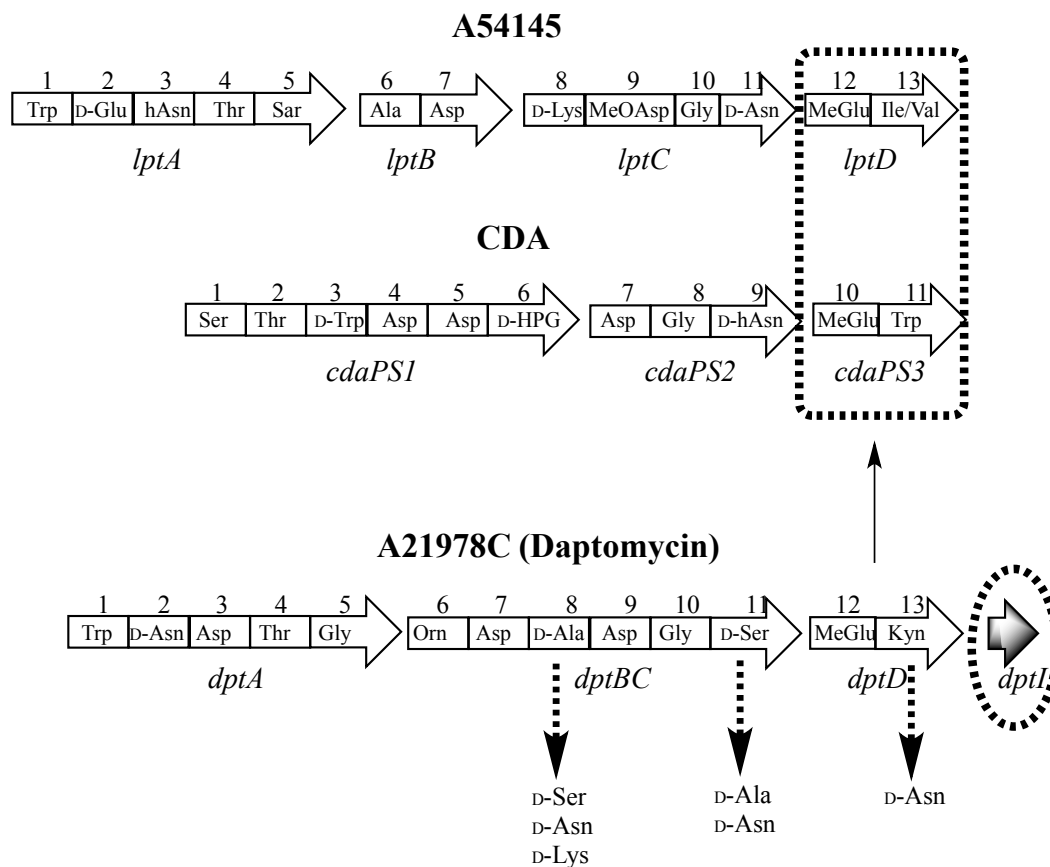 A54145
1 2 3 4 5 6 7 8 9 10 11 12 13
Trp D-Glu hAsn Thr Sar Ala Asp D-Lys MeOAsp Gly D-Asn MeGlu Ile/Val
lptA lptB lptC lptD
CDA
1 2 3 4 5 6 7 8 9 10 11
Ser Thr D-Trp Asp Asp D-HPG Asp Gly D-hAsn MeGlu Trp
cdaPS1 cdaPS2 cdaPS3
A21978C (Daptomycin)
1 2 3 4 5 6 7 8 9 10 11 12 13
Trp D-Asn Asp Thr Gly Orn Asp D-Ala Asp Gly D-Ser MeGlu Kyn
dptA dptBC dptD dptI
D-Ser D-Ala D-Asn
D-Asn D-Asn
D-Lys